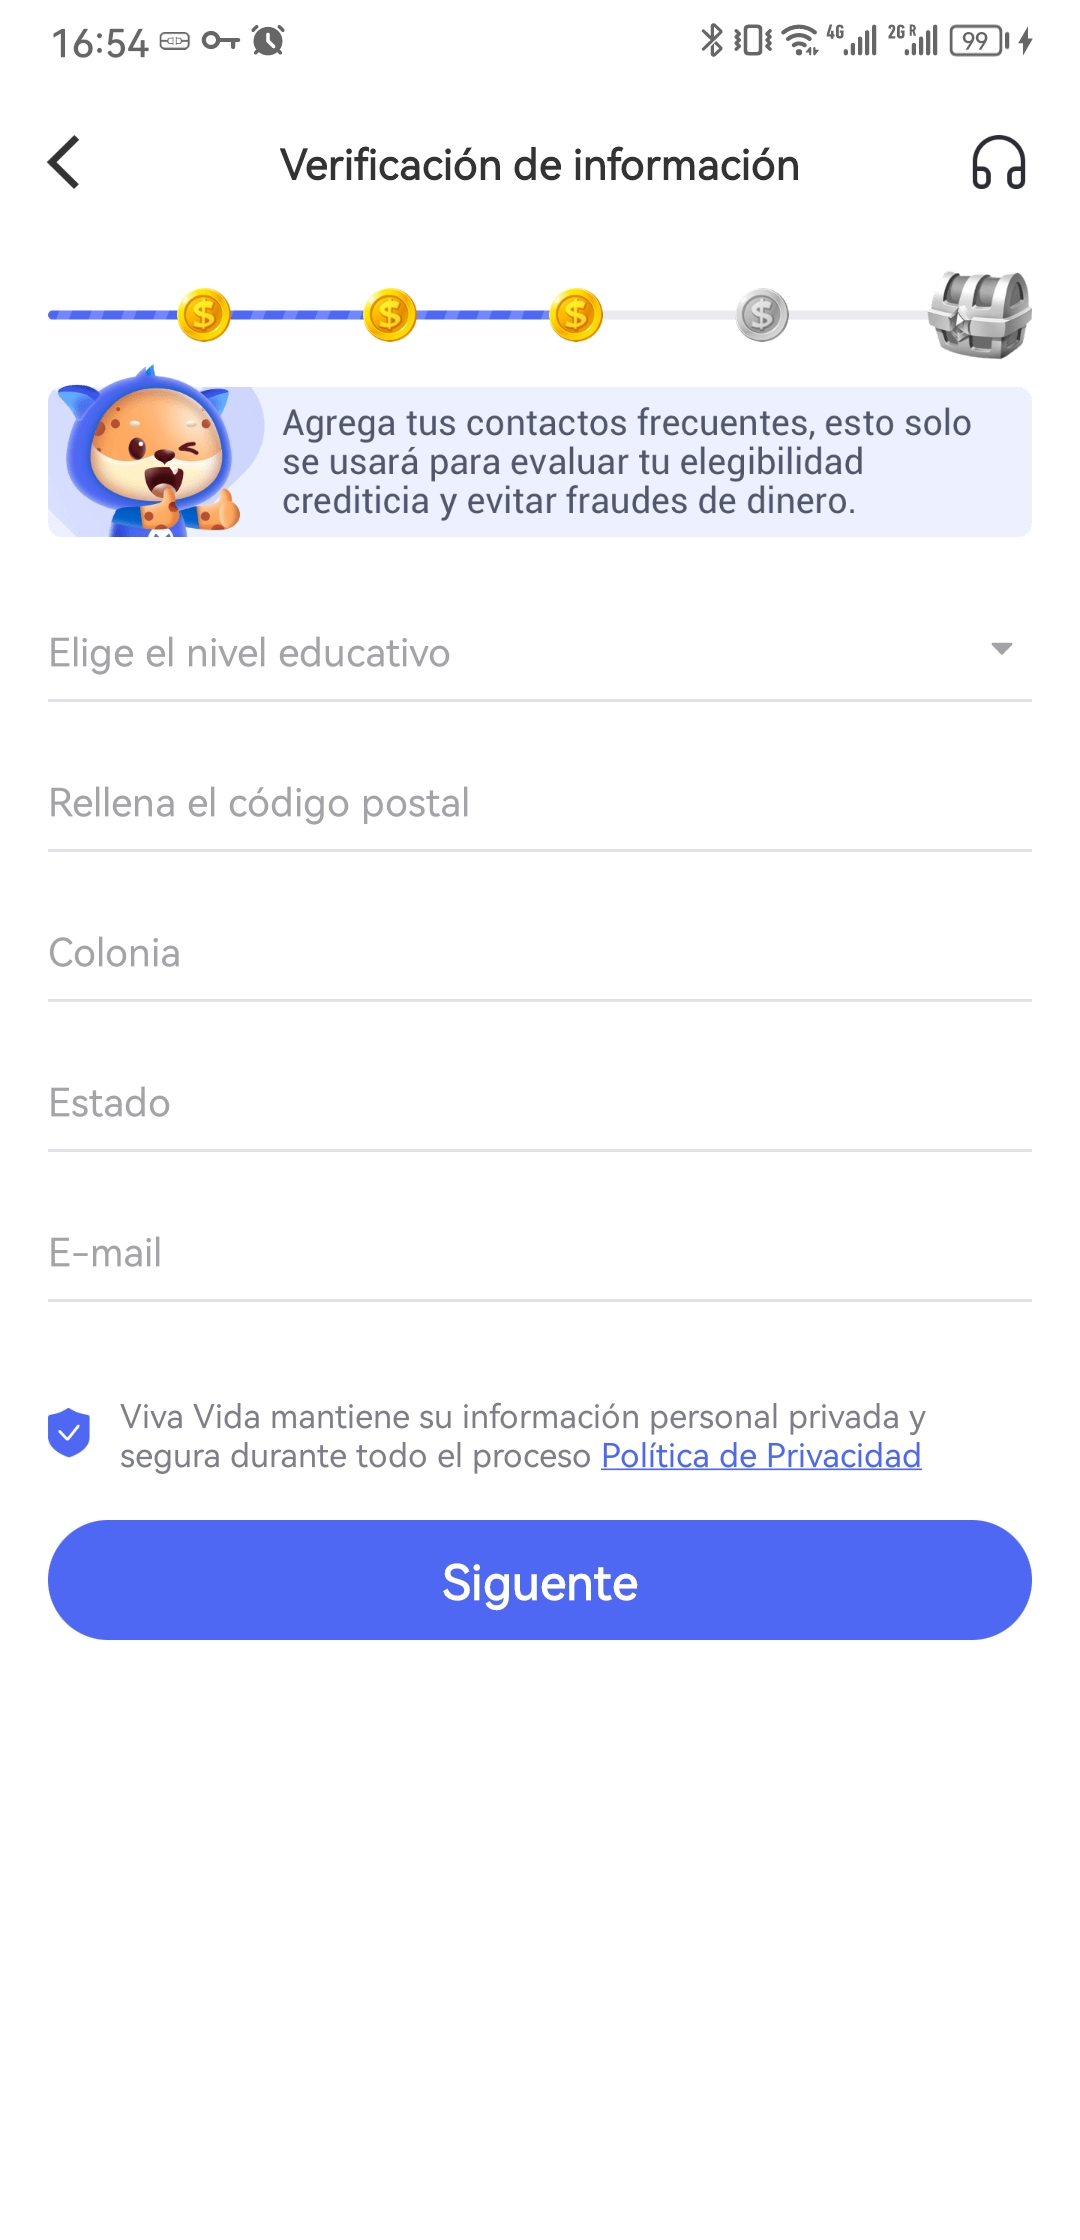 16:54
4G
2G R
99
Verificación de información
Agrega tus contactos frecuentes, esto solo
se usará para evaluar tu elegibilidad
crediticia y evitar fraudes de dinero.
Elige el nivel educativo
Rellena el código postal
Colonia
Estado
E-mail
Viva Vida mantiene su información personal privada y
segura durante todo el proceso Política de Privacidad
Siguente